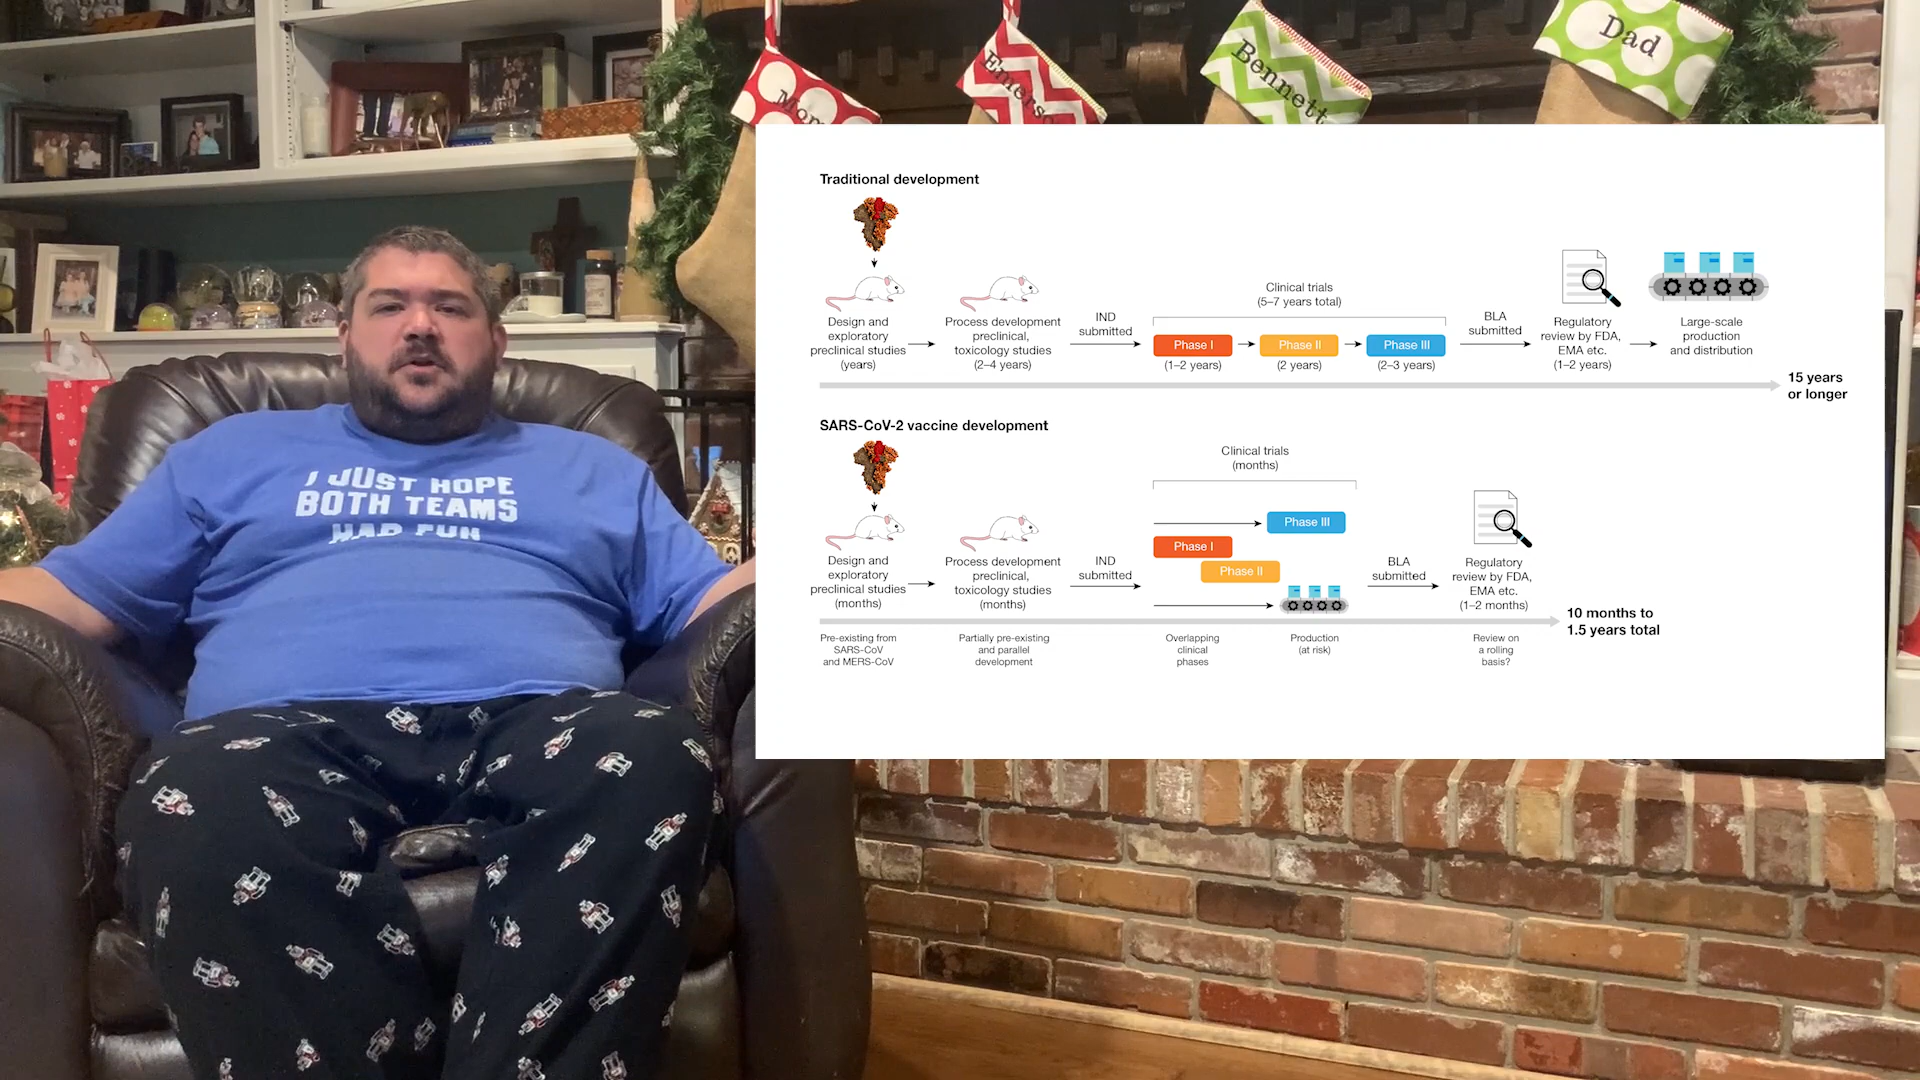 Mom
Emerso
Bennett
Dad
I JUST HOPE
BOTH TEAMS
HAD FUN
Traditional development
Design and
exploratory
preclinical studies
(years)
Process development
preclinical,
toxicology studies
(2–4 years)
IND
submitted
Clinical trials
(5–7 years total)
Phase I
(1–2 years)
Phase II
(2 years)
Phase III
(2–3 years)
BLA
submitted
Regulatory
review by FDA,
EMA etc.
(1–2 years)
Large-scale
production
and distribution
15 years
or longer
SARS-CoV-2 vaccine development
Design and
exploratory
preclinical studies
(months)
Process development
preclinical,
toxicology studies
(months)
IND
submitted
Clinical trials
(months)
Phase III
Phase I
Phase II
BLA
submitted
Regulatory
review by FDA,
EMA etc.
(1–2 months)
10 months to
1.5 years total
Pre-existing from
SARS-CoV
and MERS-CoV
Partially pre-existing
and parallel
development
Overlapping
clinical
phases
Production
(at risk)
Review on
a rolling
basis?